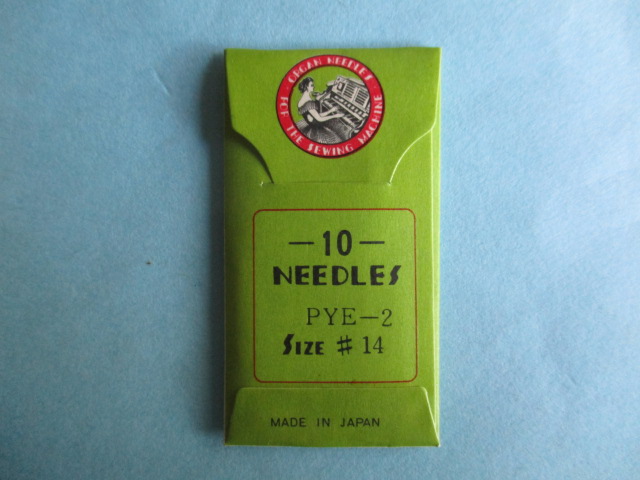 ORGAN NEEDLES
FOR THE SEWING MACHINE
—10—
NEEDLES
PYE—2
SIZE # 14
MADE IN JAPAN